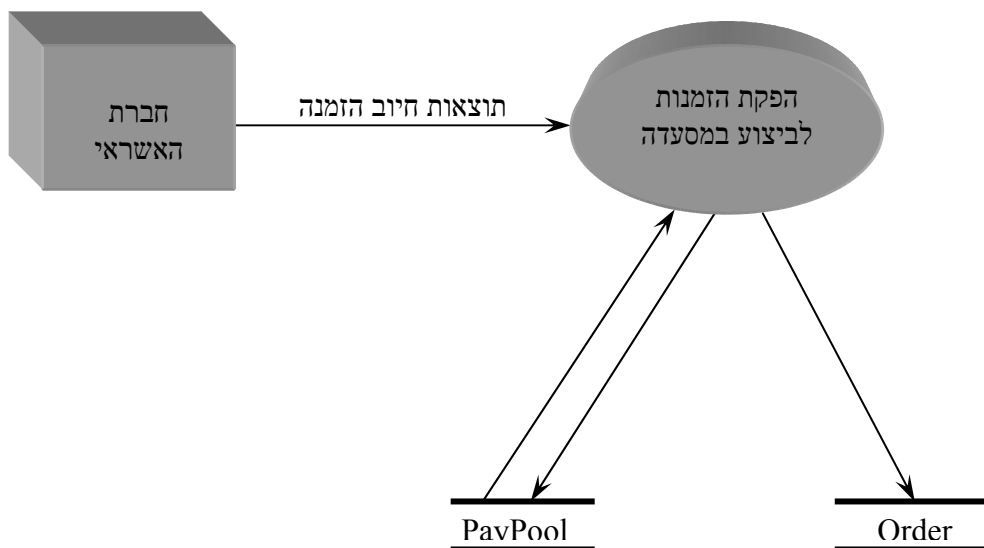 חברת
האשראי
תוצאות חיוב הזמנה
הפקת הזמנות
לביצוע במסעדה
PayPool
Order